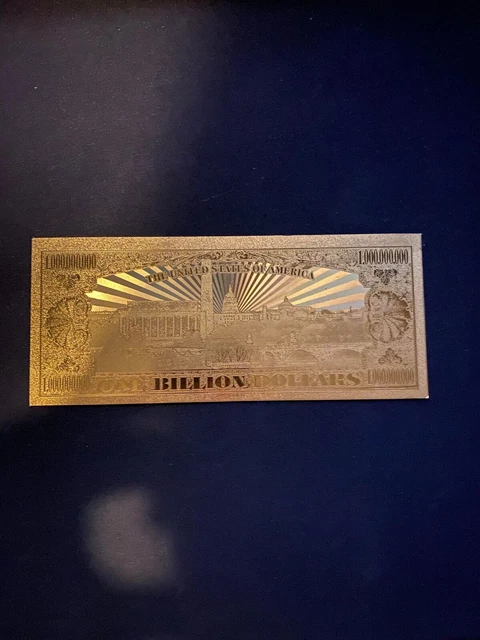 1,000,000,000 1,000,000,000
THE UNITED STATES OF AMERICA
1,000,000,000 ONE BILLION DOLLARS 1,000,000,000